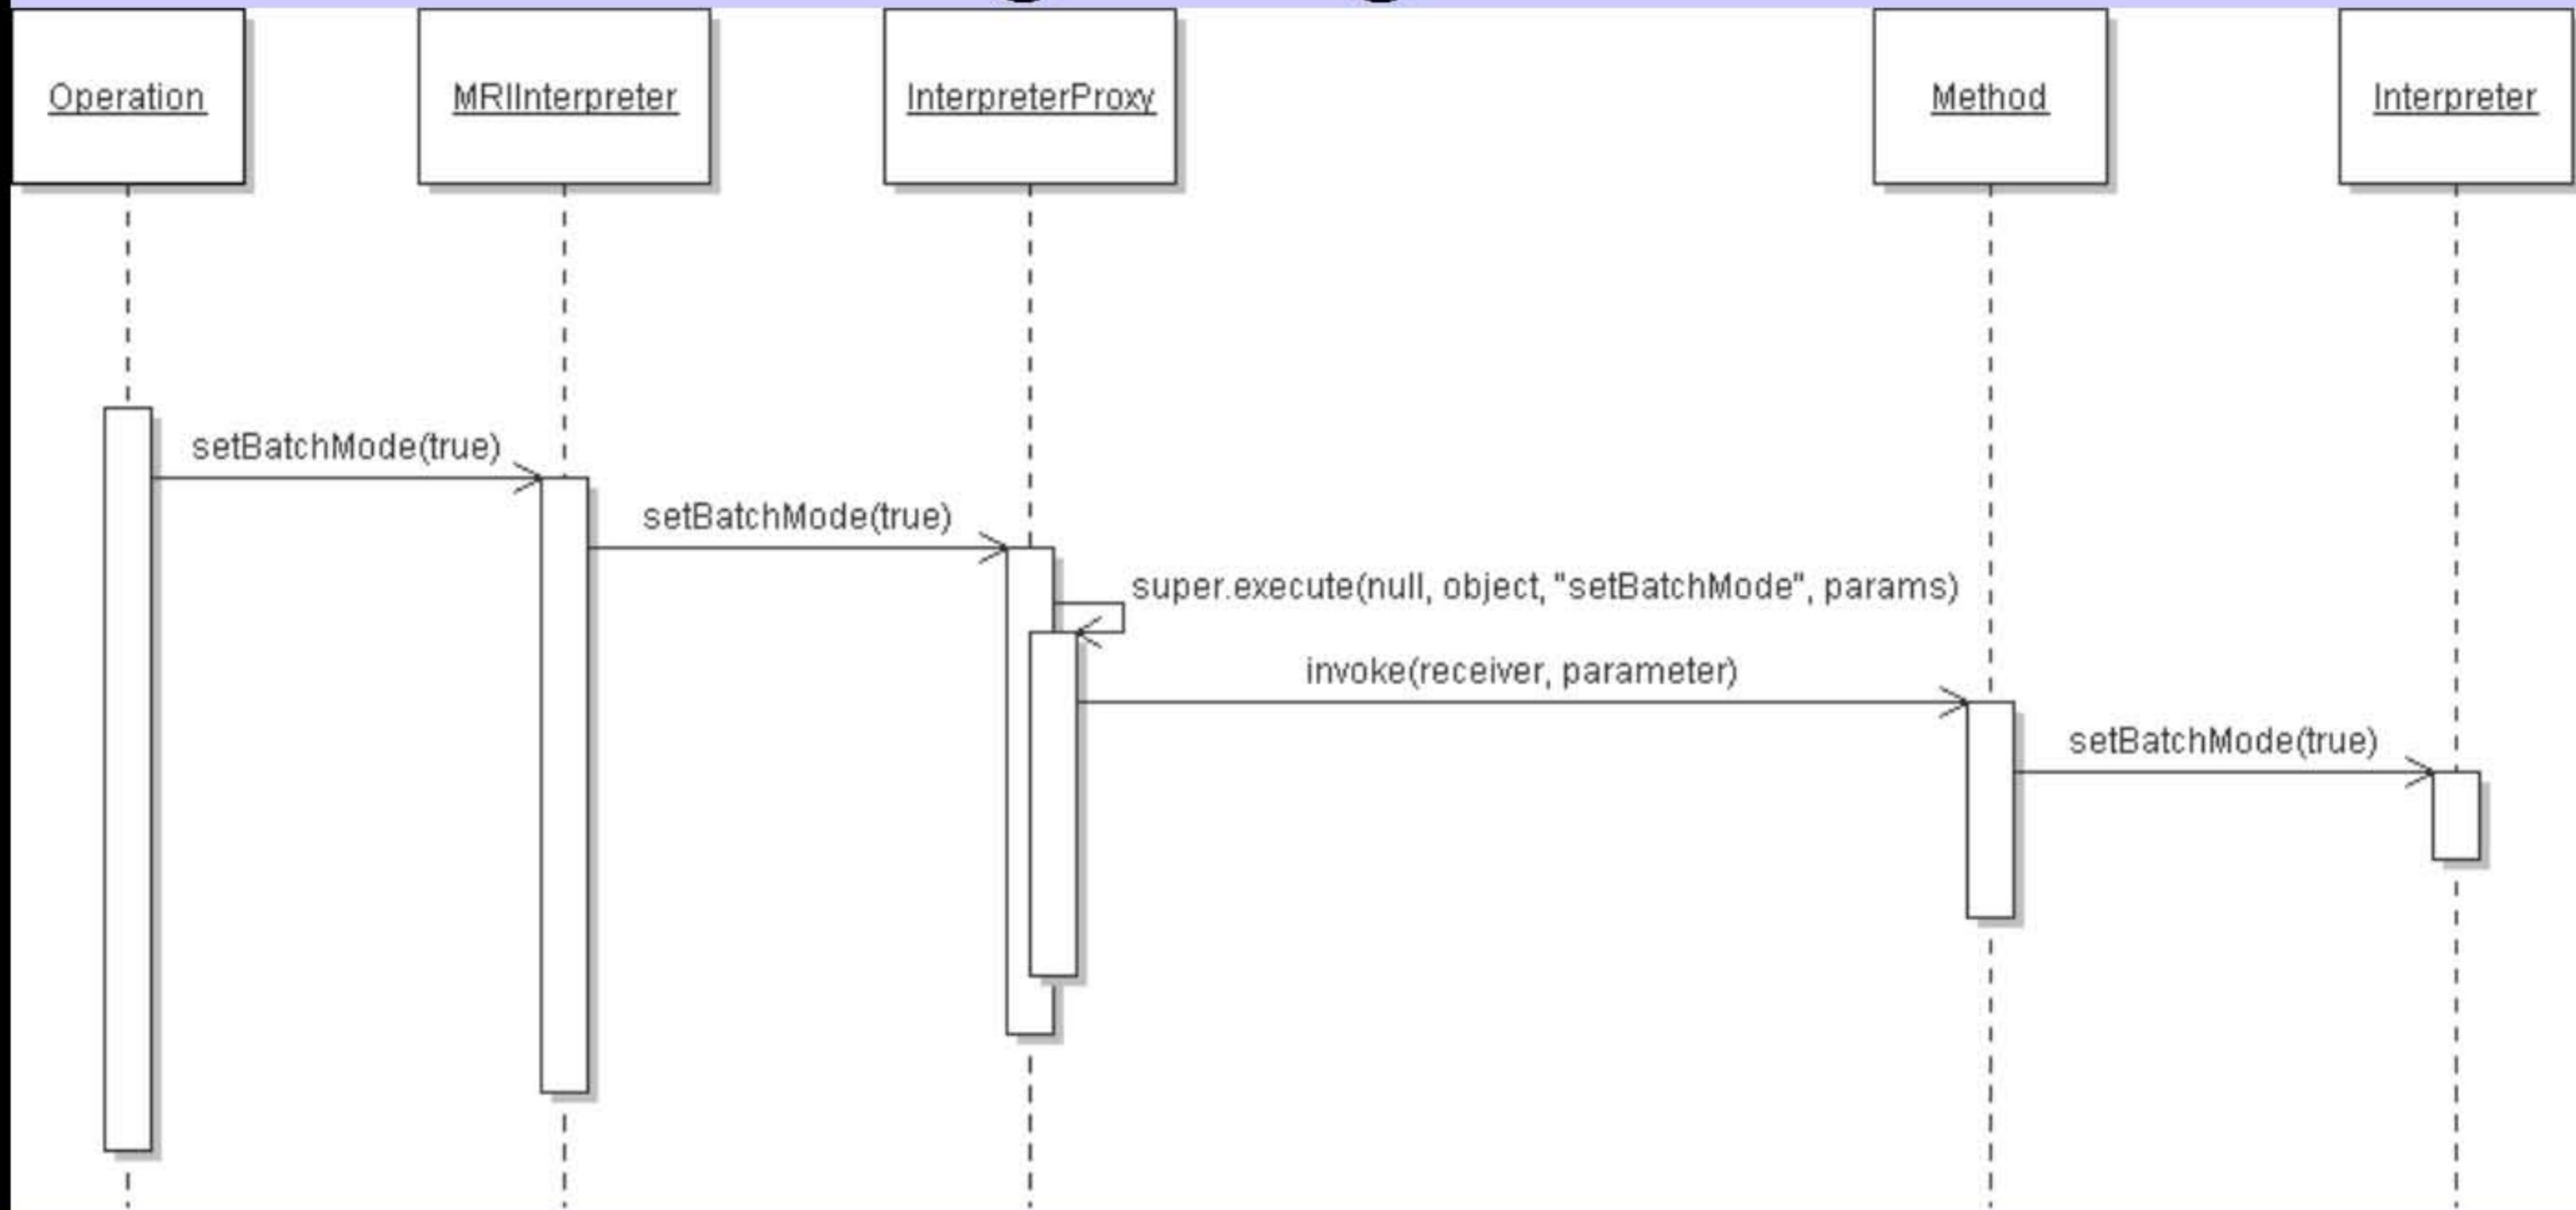 Operation
MRIInterpreter
InterpreterProxy
Method
Interpreter
setBatchMode(true)
setBatchMode(true)
super.execute(null, object, "setBatchMode", params)
invoke(receiver, parameter)
setBatchMode(true)